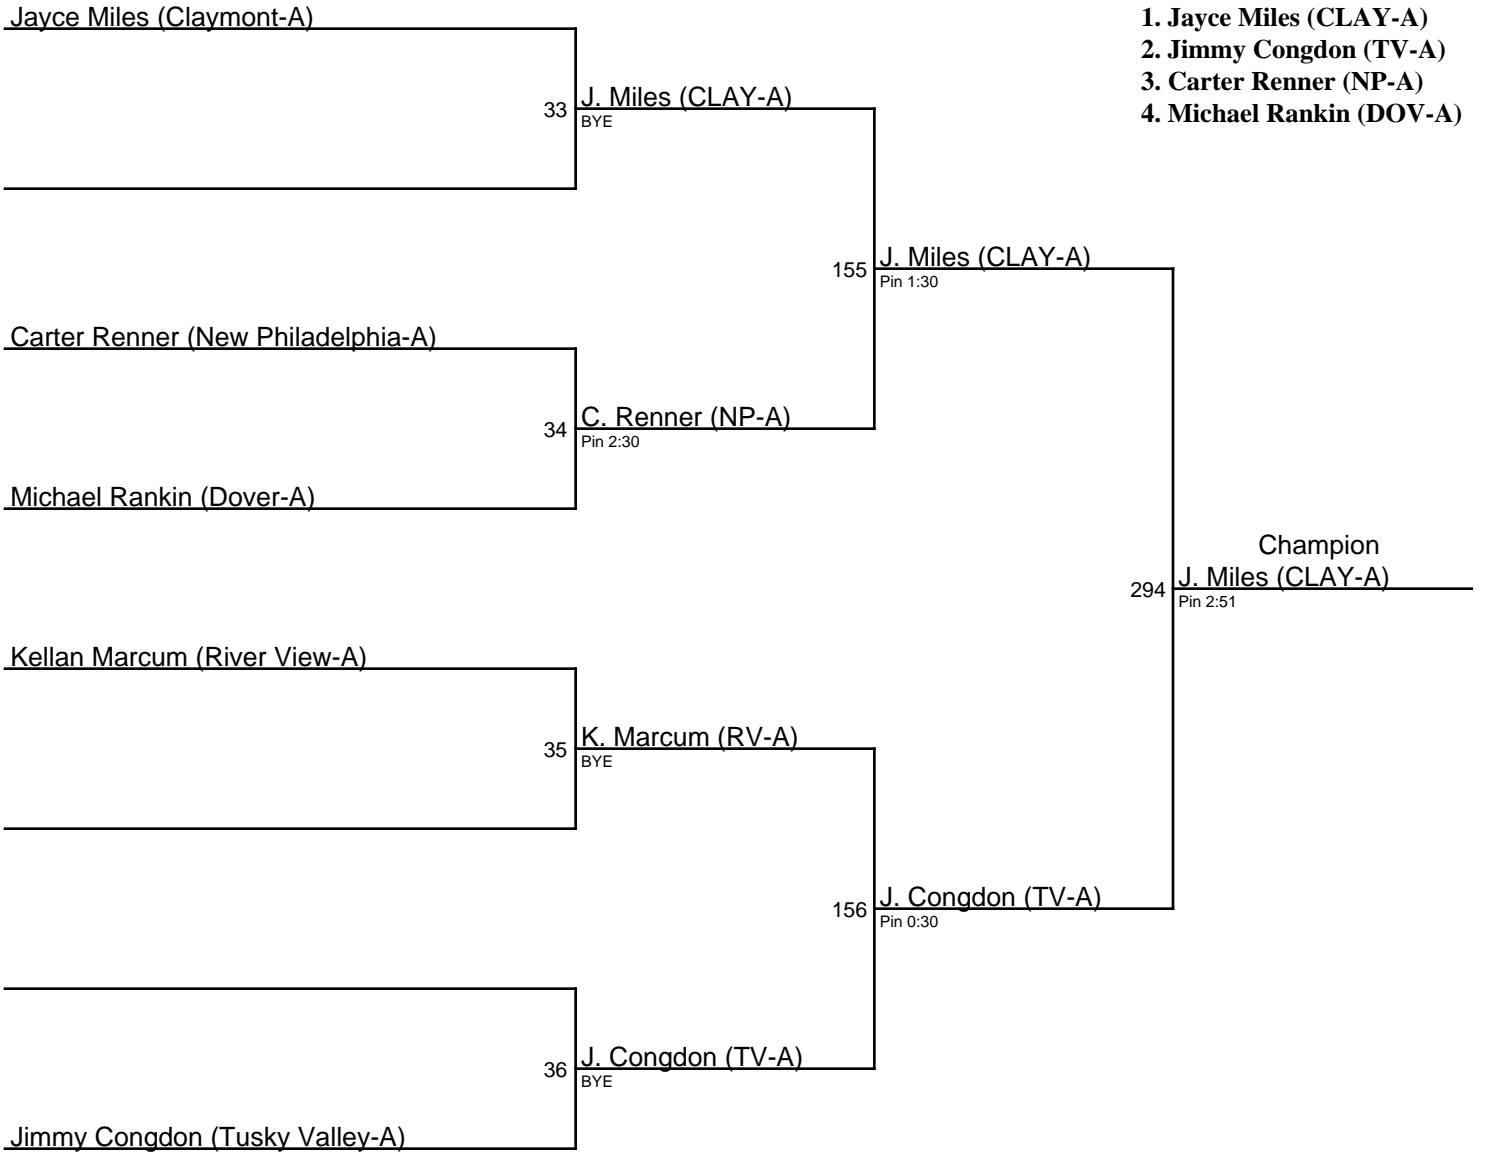 Jayce Miles (Claymont-A)
1. Jayce Miles (CLAY-A)
2. Jimmy Congdon (TV-A)
3. Carter Renner (NP-A)
4. Michael Rankin (DOV-A)
33 J. Miles (CLAY-A)
BYE
155 J. Miles (CLAY-A)
Pin 1:30
Carter Renner (New Philadelphia-A)
34 C. Renner (NP-A)
Pin 2:30
Michael Rankin (Dover-A)
Champion
294 J. Miles (CLAY-A)
Pin 2:51
Kellan Marcum (River View-A)
35 K. Marcum (RV-A)
BYE
156 J. Congdon (TV-A)
Pin 0:30
36 J. Congdon (TV-A)
BYE
Jimmy Congdon (Tusky Valley-A)